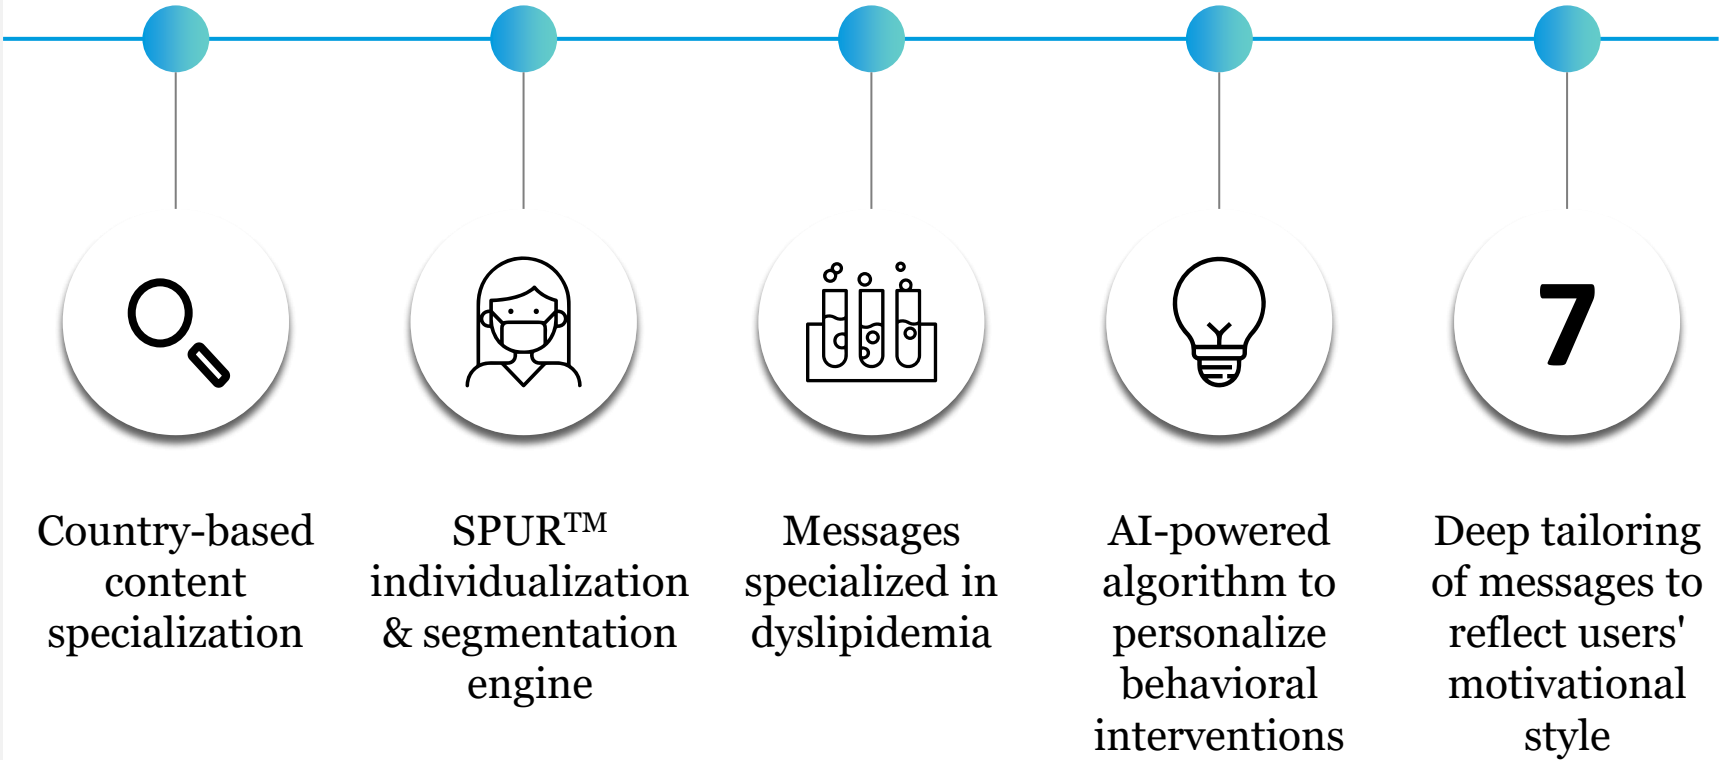 7
Country-based
content
specialization
SPUR™
individualization
& segmentation
engine
Messages
specialized in
dyslipidemia
AI-powered
algorithm to
personalize
behavioral
interventions
Deep tailoring
of messages to
reflect users'
motivational
style